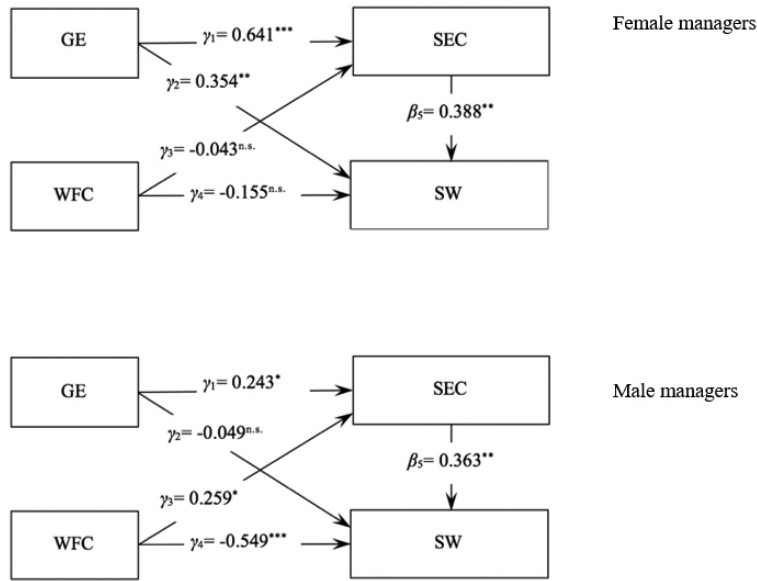 GE
γ₁= 0.641***
SEC
Female managers
γ₂= 0.354**
β₅= 0.388**
γ₃= -0.043ⁿ·ˢ·
WFC
γ₄= -0.155ⁿ·ˢ·
SW
GE
γ₁= 0.243*
SEC
Male managers
γ₂= -0.049ⁿ·ˢ·
β₅= 0.363**
γ₃= 0.259*
WFC
γ₄= -0.549***
SW